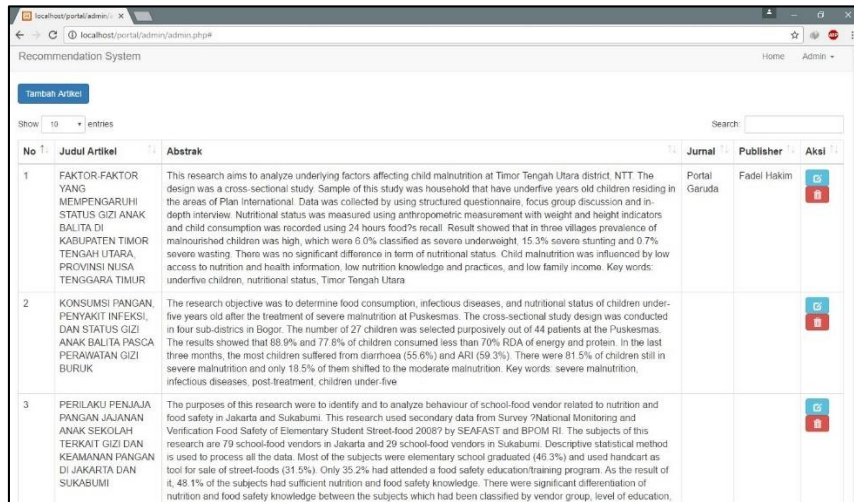 localhost/portal/admin/a
localhost/portal/admin/admin.php#
ABP
Recommendation System
Home
Admin
Tambah Artikel
Show 10 entries
Search:
No Judul Artikel Abstrak Jurnal Publisher Aksi
1
FAKTOR-FAKTOR
YANG
MEMPENGARUHI
STATUS GIZI ANAK
BALITA DI
KABUPATEN TIMOR
TENGAH UTARA,
PROVINSI NUSA
TENGGARA TIMUR
This research aims to analyze underlying factors affecting child malnutrition at Timor Tengah Utara district, NTT. The
design was a cross-sectional study. Sample of this study was household that have underfive years old children residing in
the areas of Plan International. Data was collected by using structured questionnaire, focus group discussion and in-
depth interview. Nutritional status was measured using anthropometric measurement with weight and height indicators
and child consumption was recorded using 24 hours food?s recall. Result showed that in three villages prevalence of
malnourished children was high, which were 6.0% classified as severe underweight, 15.3% severe stunting and 0.7%
severe wasting. There was no significant difference in term of nutritional status. Child malnutrition was influenced by low
access to nutrition and health information, low nutrition knowledge and practices, and low family income. Key words:
underfive children, nutritional status, Timor Tengah Utara
Portal
Garuda
Fadel Hakim
2
KONSUMSI PANGAN,
PENYAKIT INFEKSI,
DAN STATUS GIZI
ANAK BALITA PASCA
PERAWATAN GIZI
BURUK
The research objective was to determine food consumption, infectious diseases, and nutritional status of children under-
five years old after the treatment of severe malnutrition at Puskesmas. The cross-sectional study design was conducted
in four sub-districs in Bogor. The number of 27 children was selected purposively out of 44 patients at the Puskesmas.
The results showed that 88.9% and 77.8% of children consumed less than 70% RDA of energy and protein. In the last
three months, the most children suffered from diarrhoea (55.6%) and ARI (59.3%). There were 81.5% of children still in
severe malnutrition and only 18.5% of them shifted to the moderate malnutrition. Key words: severe malnutrition,
infectious diseases, post-treatment, children under-five
3
PERILAKU PENJAJA
PANGAN JAJANAN
ANAK SEKOLAH
TERKAIT GIZI DAN
KEAMANAN PANGAN
DI JAKARTA DAN
SUKABUMI
The purposes of this research were to identify and to analyze behaviour of school-food vendor related to nutrition and
food safety in Jakarta and Sukabumi. This research used secondary data from Survey ?National Monitoring and
Verification Food Safety of Elementary Student Street-food 2008? by SEAFAST and BPOM RI. The subjects of this
research are 79 school-food vendors in Jakarta and 29 school-food vendors in Sukabumi. Descriptive statistical method
is used to process all the data. Most of the subjects were elementary school graduated (46.3%) and used handcart as
tool for sale of street-foods (31.5%). Only 35.2% had attended a food safety education/training program. As the result of
it, 48.1% of the subjects had sufficient nutrition and food safety knowledge. There were significant differentiation of
nutrition and food safety knowledge between the subjects which had been classified by vendor group, level of education,